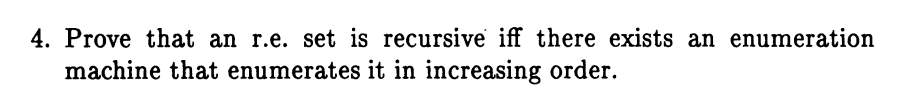 4. Prove that an r.e. set is recursive iff there exists an enumeration
machine that enumerates it in increasing order.